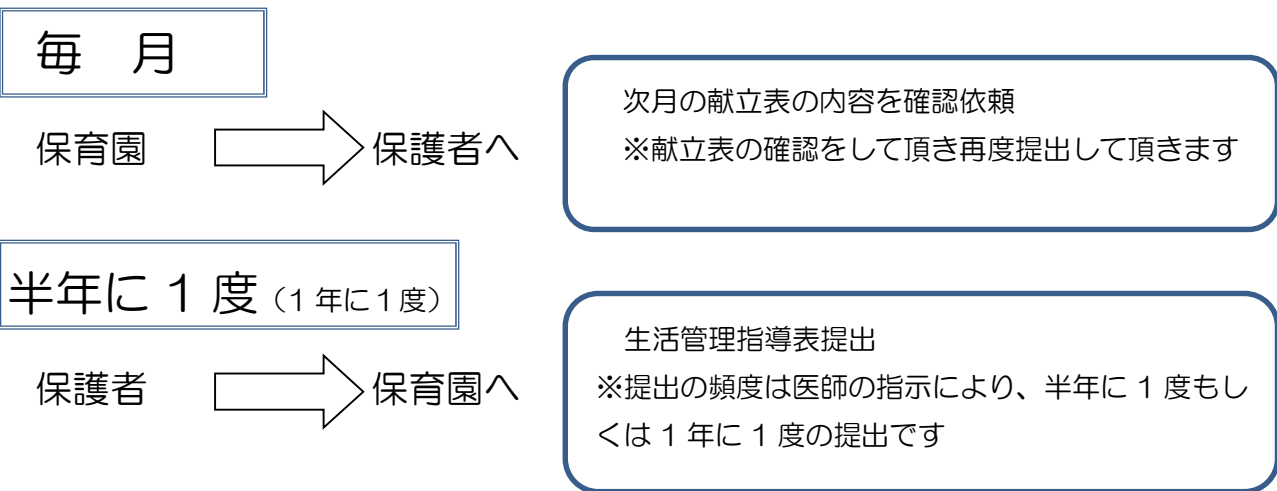 毎　月
保育園　保護者へ
次月の献立表の内容を確認依頼
※献立表の確認をして頂き再度提出して頂きます
半年に１度（１年に１度）
保護者　保育園へ
生活管理指導表提出
※提出の頻度は医師の指示により、半年に１度もし
くは１年に１度の提出です